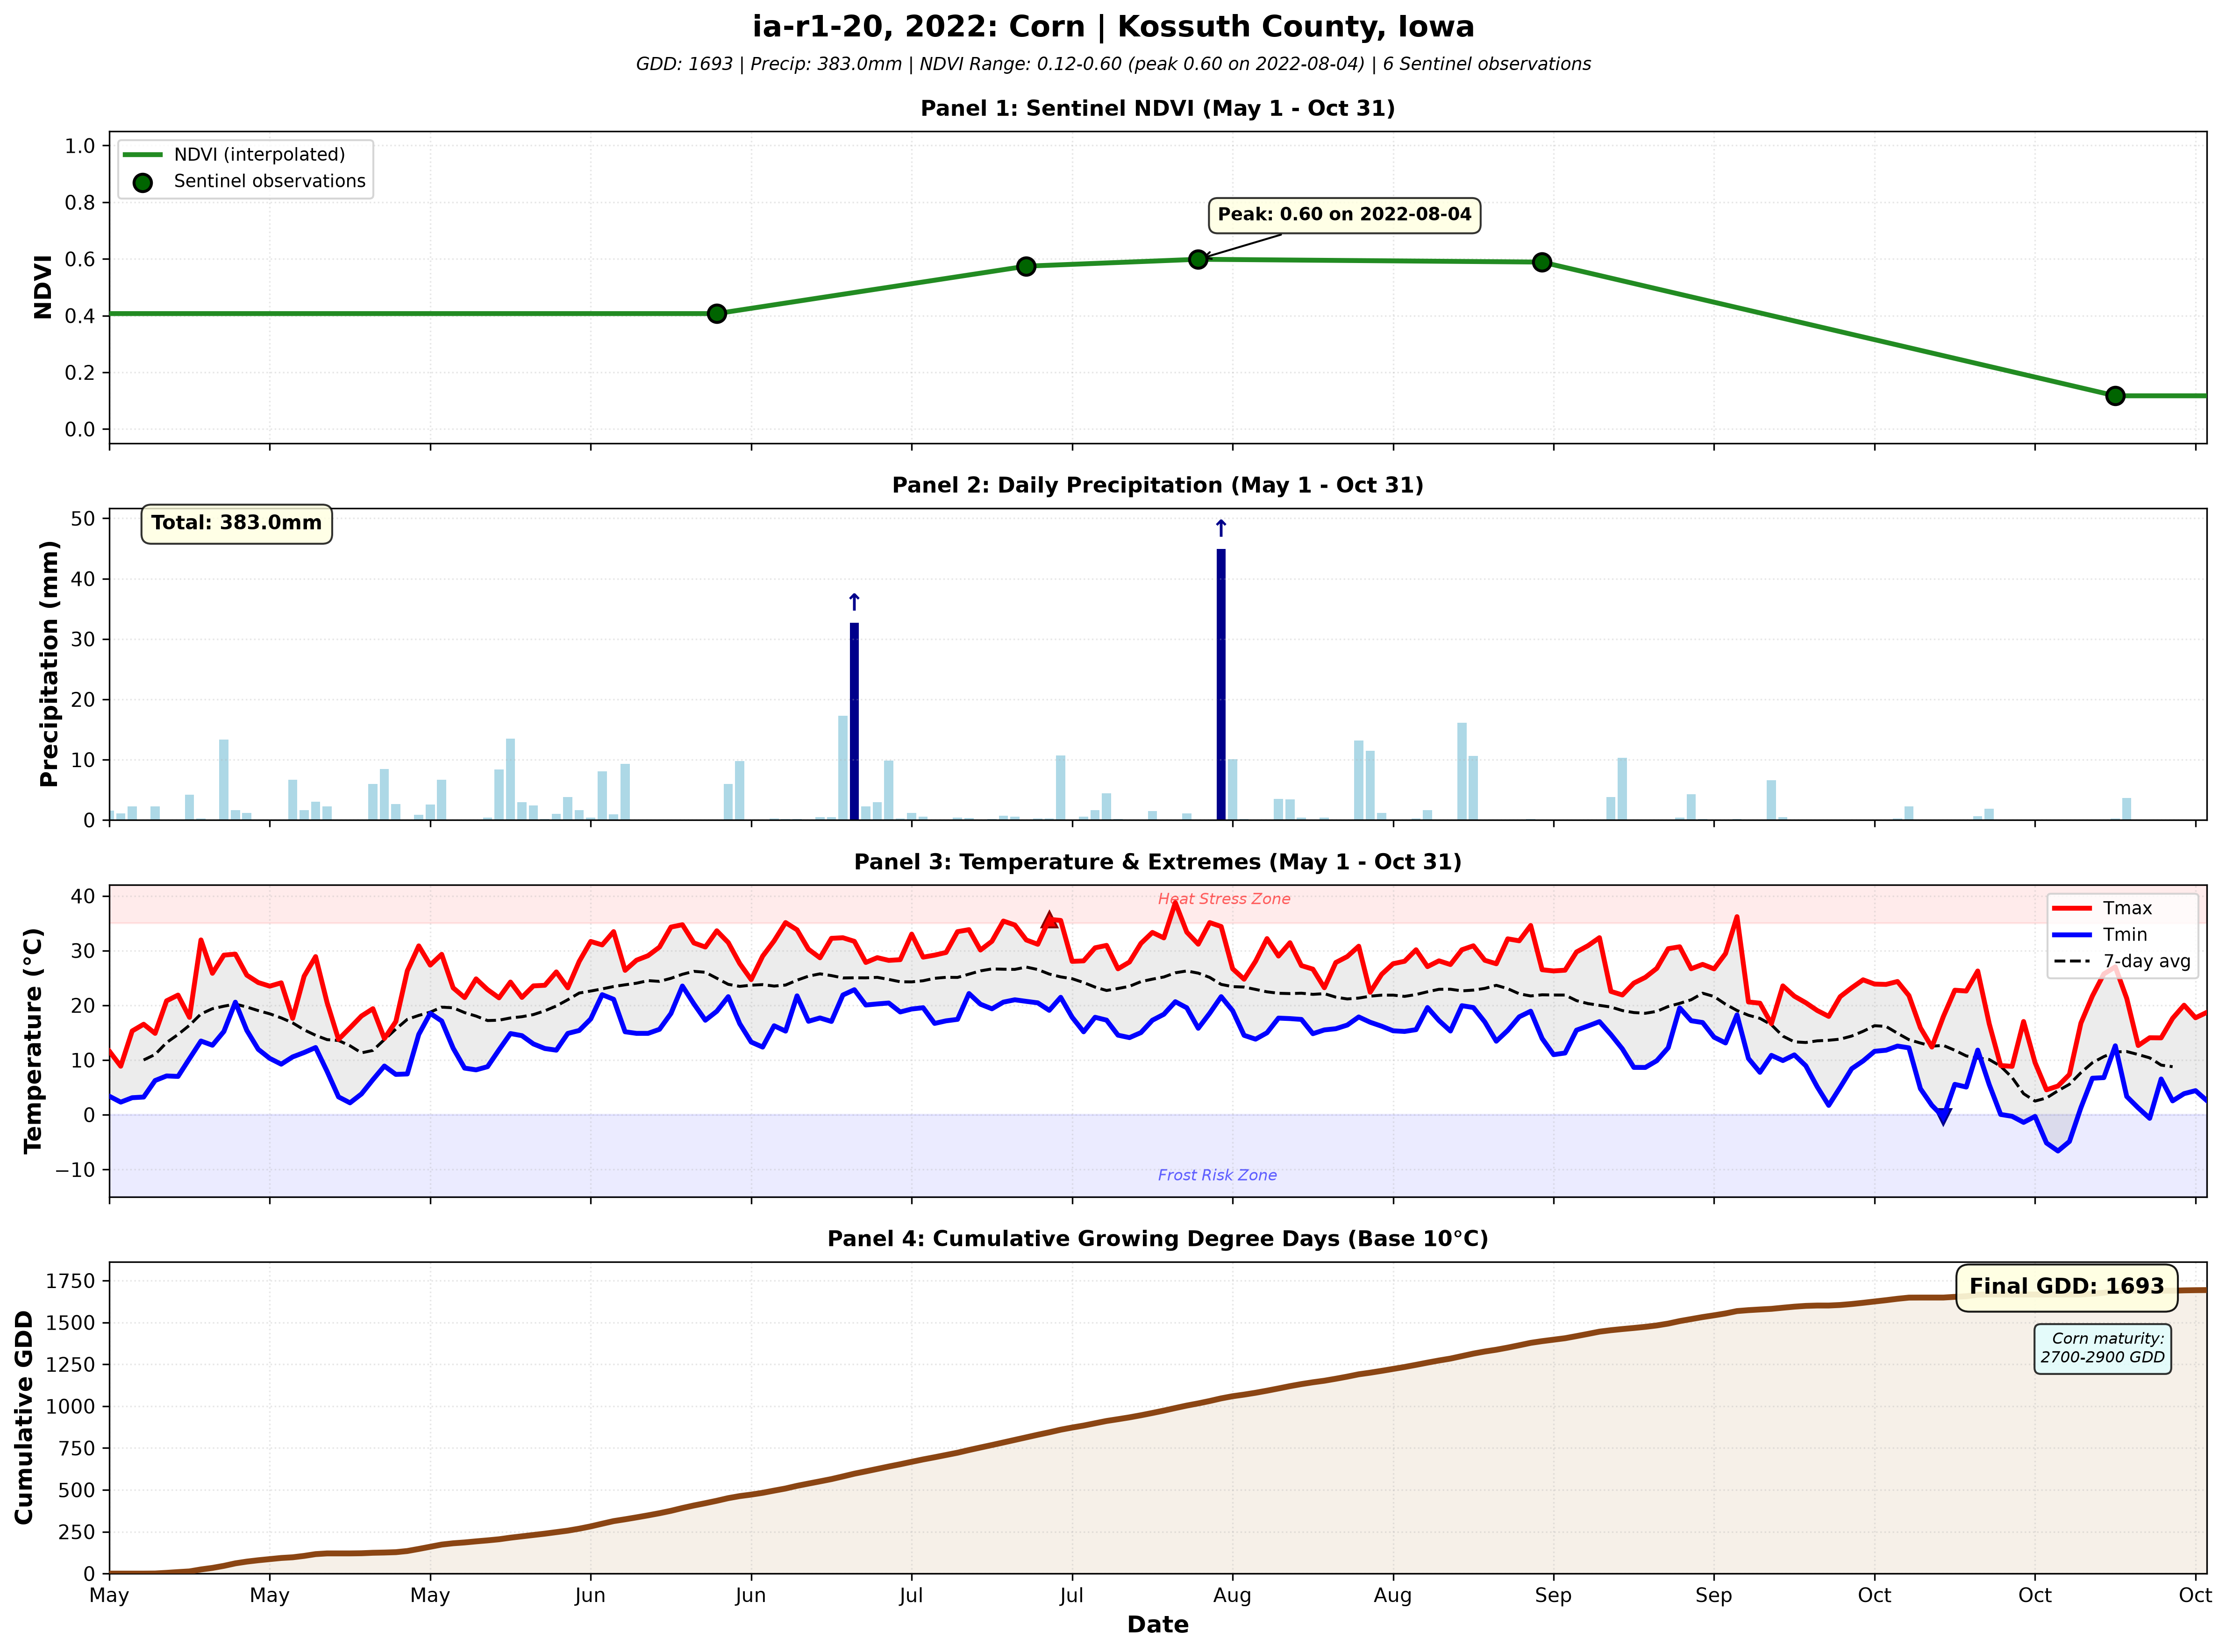 ia-r1-20, 2022: Corn | Kossuth County, Iowa
GDD: 1693 | Precip: 383.0mm | NDVI Range: 0.12-0.60 (peak 0.60 on 2022-08-04) | 6 Sentinel observations
Panel 1: Sentinel NDVI (May 1 - Oct 31)
NDVI
1.0
0.8
0.6
0.4
0.2
0.0
NDVI (interpolated)
Sentinel observations
Peak: 0.60 on 2022-08-04
Panel 2: Daily Precipitation (May 1 - Oct 31)
Precipitation (mm)
50
40
30
20
10
0
Total: 383.0mm
↑
↑
Panel 3: Temperature & Extremes (May 1 - Oct 31)
Temperature (°C)
40
30
20
10
0
−10
Heat Stress Zone
Frost Risk Zone
Tmax
Tmin
7-day avg
Panel 4: Cumulative Growing Degree Days (Base 10°C)
Cumulative GDD
1750
1500
1250
1000
750
500
250
0
Final GDD: 1693
Corn maturity:
2700-2900 GDD
May May May Jun Jun Jul Jul Aug Aug Sep Sep Oct Oct Oct
Date